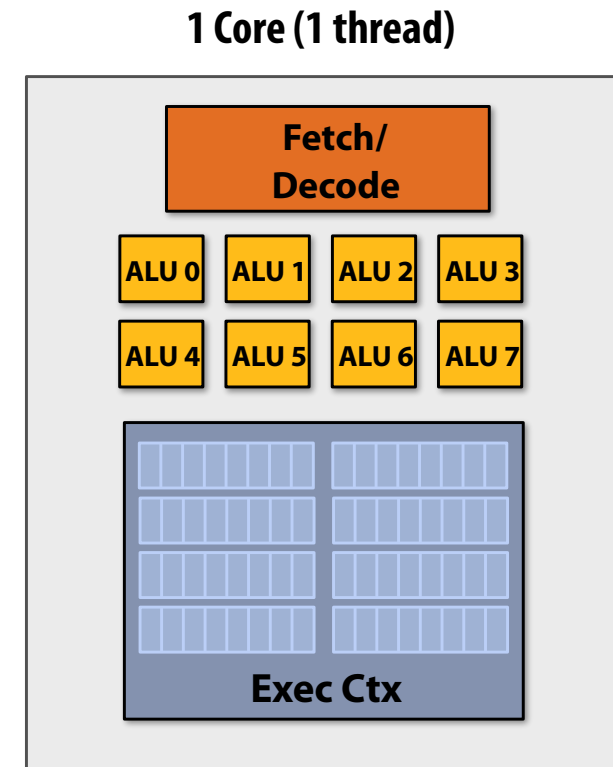 1 Core (1 thread)
Fetch/
Decode
ALU 0 ALU 1 ALU 2 ALU 3
ALU 4 ALU 5 ALU 6 ALU 7
Exec Ctx